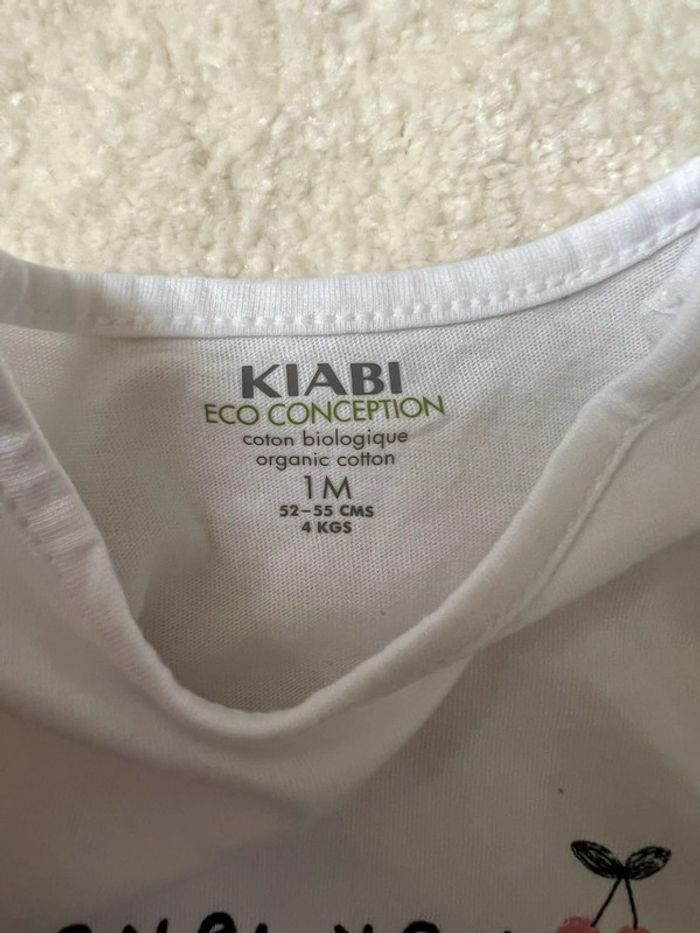 KIABI
ECO CONCEPTION
coton biologique
organic cotton
1M
52-55 CMS
4 KGS